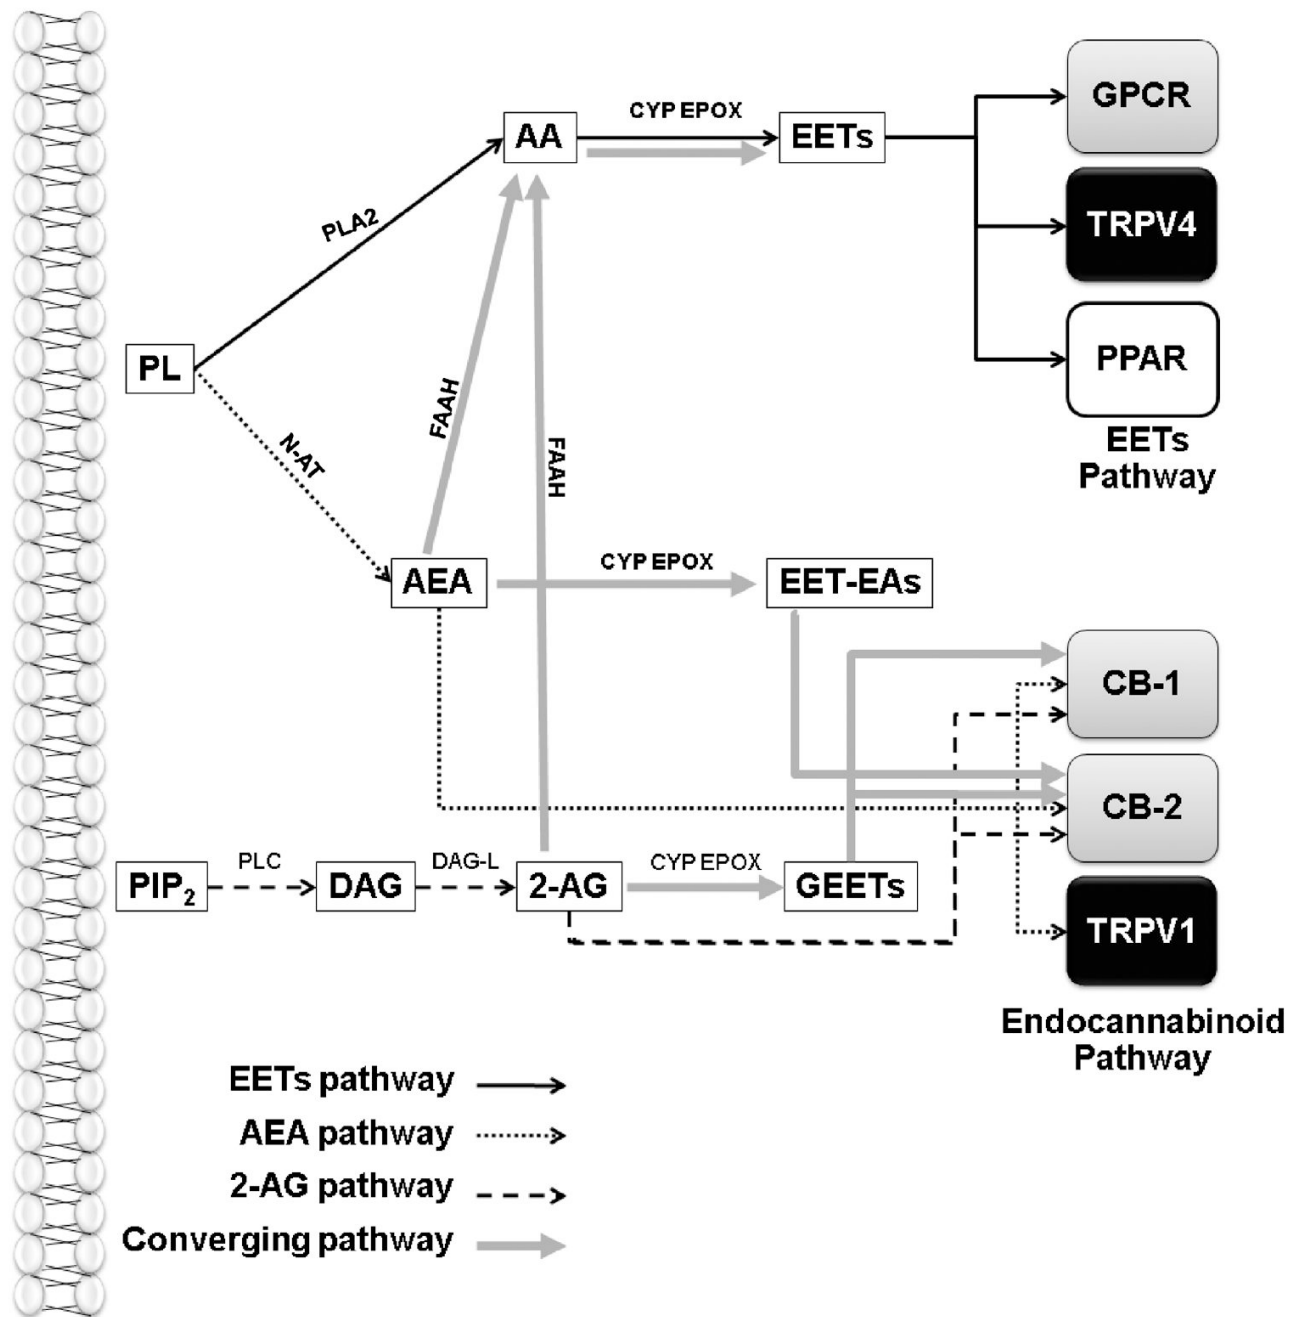 GPCR
CYP EPOX
AA
EETs
PLA2
TRPV4
PL
PPAR
FAAH
EETs
Pathway
N-AT
FAAH
CYP EPOX
AEA
EET-EAs
CB-1
CB-2
PLC
DAG-L
CYP EPOX
PIP2
DAG
2-AG
GEETs
TRPV1
Endocannabinoid
Pathway
EETs pathway
AEA pathway
2-AG pathway
Converging pathway